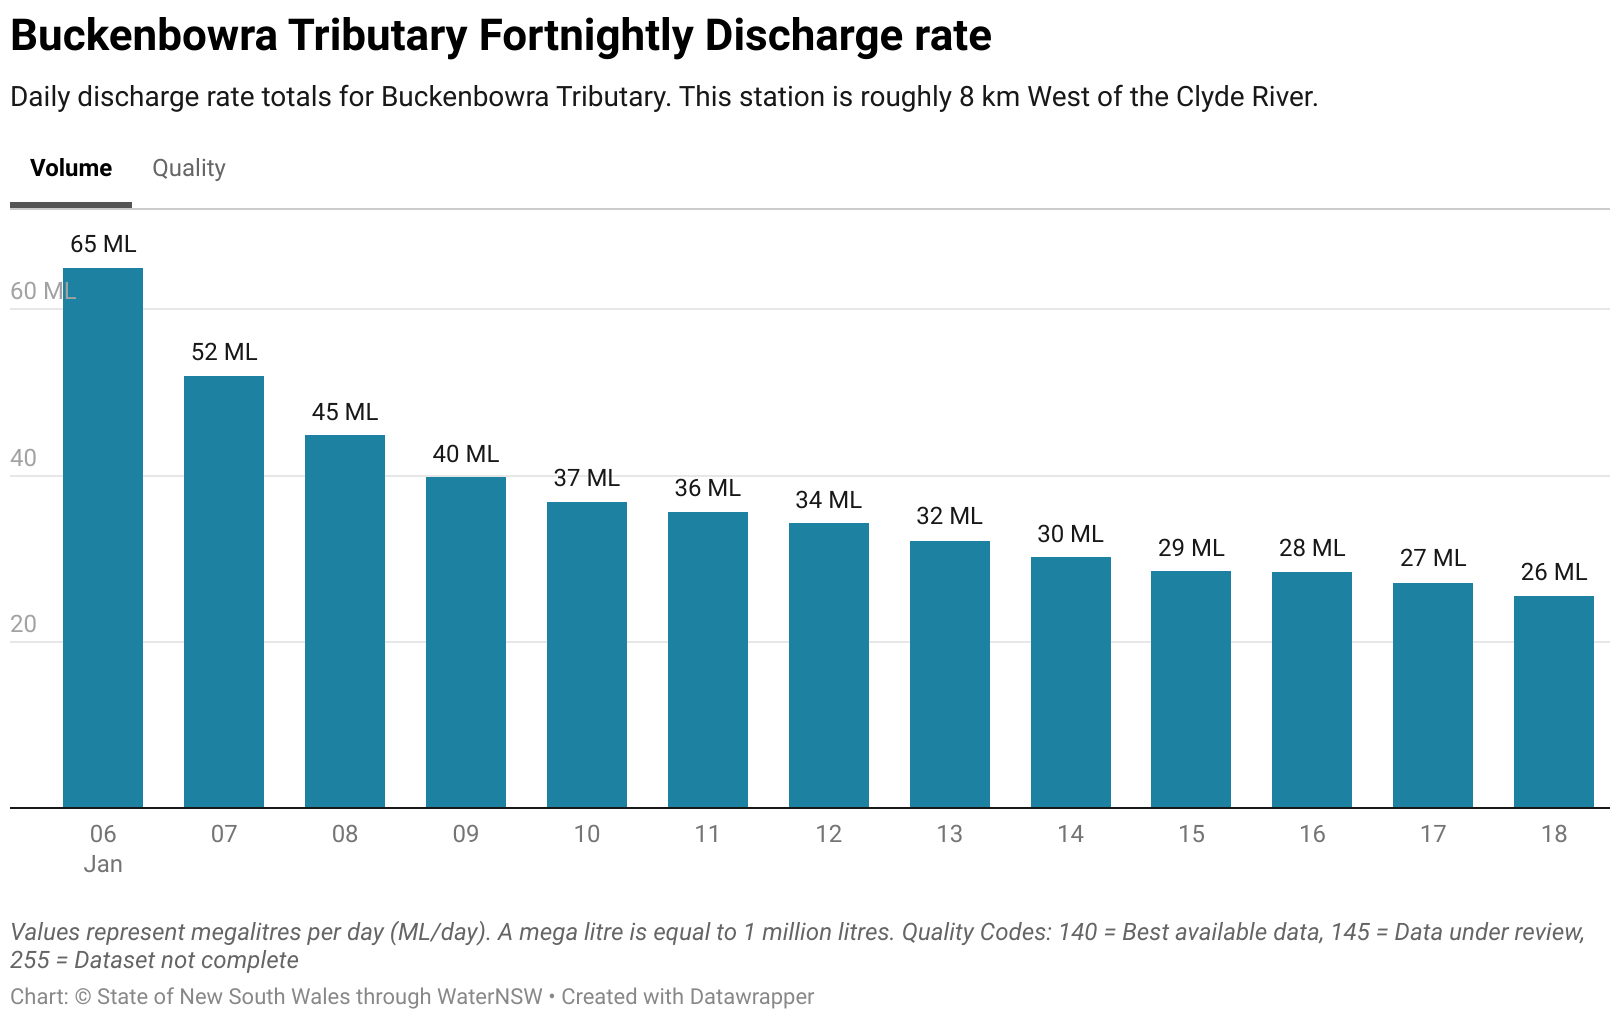 Buckenbowra Tributary Fortnightly Discharge rate
Daily discharge rate totals for Buckenbowra Tributary. This station is roughly 8 km West of the Clyde River.
Volume Quality
65 ML
60 ML
52 ML
45 ML
40 ML
40
37 ML
36 ML
34 ML
32 ML
30 ML
29 ML
28 ML
27 ML
26 ML
20
06 07 08 09 10 11 12 13 14 15 16 17 18
Jan
Values represent megalitres per day (ML/day). A mega litre is equal to 1 million litres. Quality Codes: 140 = Best available data, 145 = Data under review,
255 = Dataset not complete
Chart: © State of New South Wales through WaterNSW • Created with Datawrapper